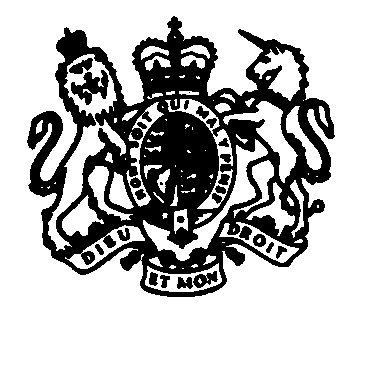 HONI SOIT QUI MAL Y PENSE
DIEU ET MON DROIT